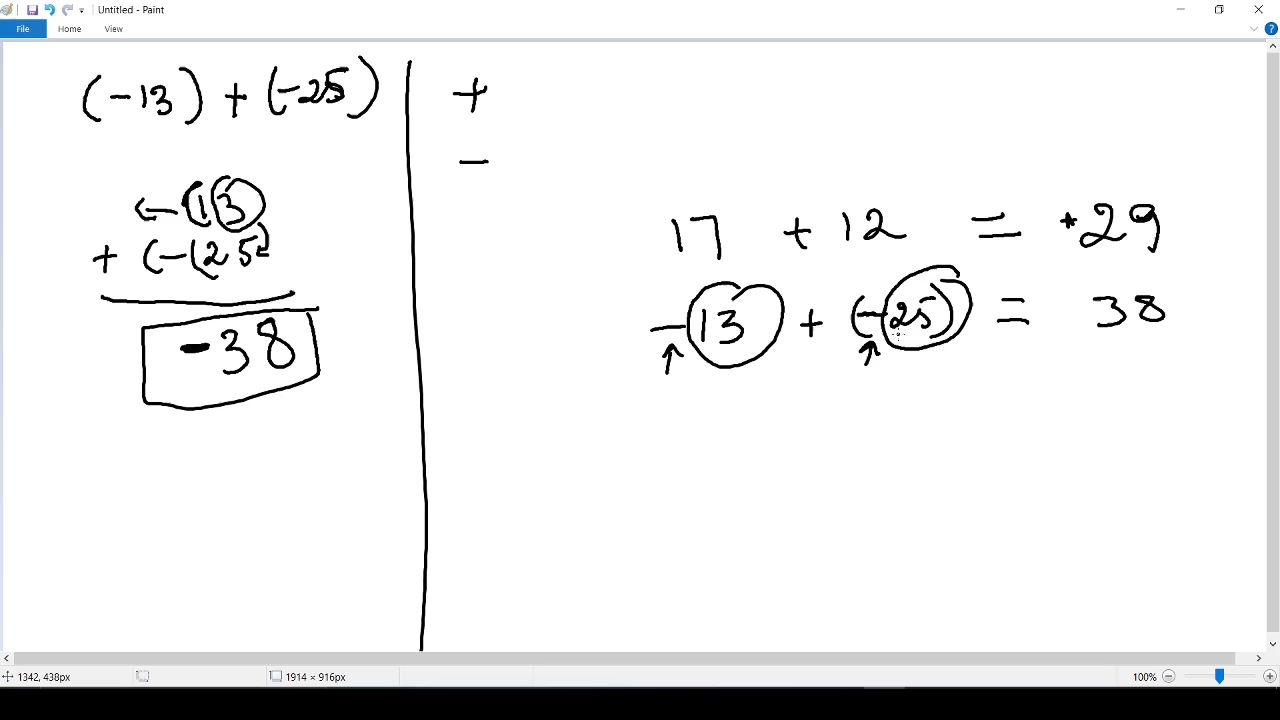 Untitled - Paint
File Home View
(-13) + (-25)
+
-
←13
+ (-(25
-38
17 + 12 = +29
-13 + (-25) = 38
1342, 438px
1914 × 916px
100%